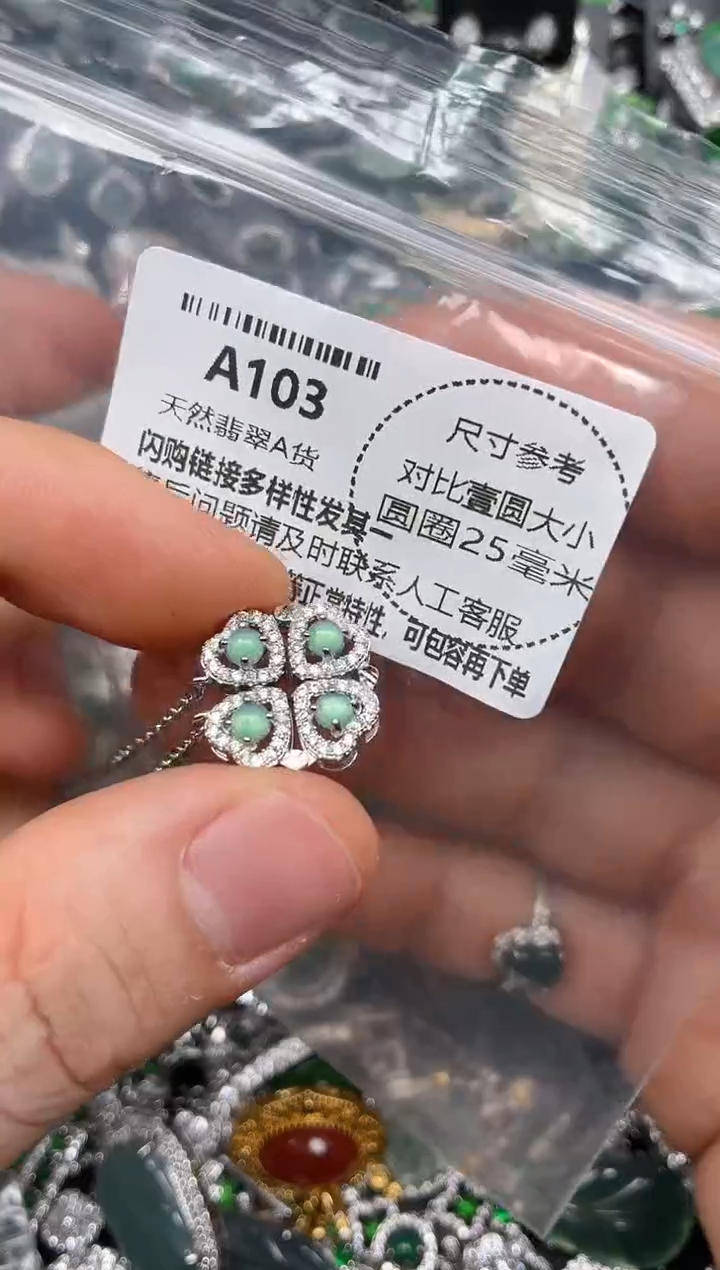 A103
天然翡翠A货
闪购链接多样性发其一
后问题请及时联系人工客服
等正常特性，可包容再下单
尺寸参考
对比壹圆大小
圆圈25毫米